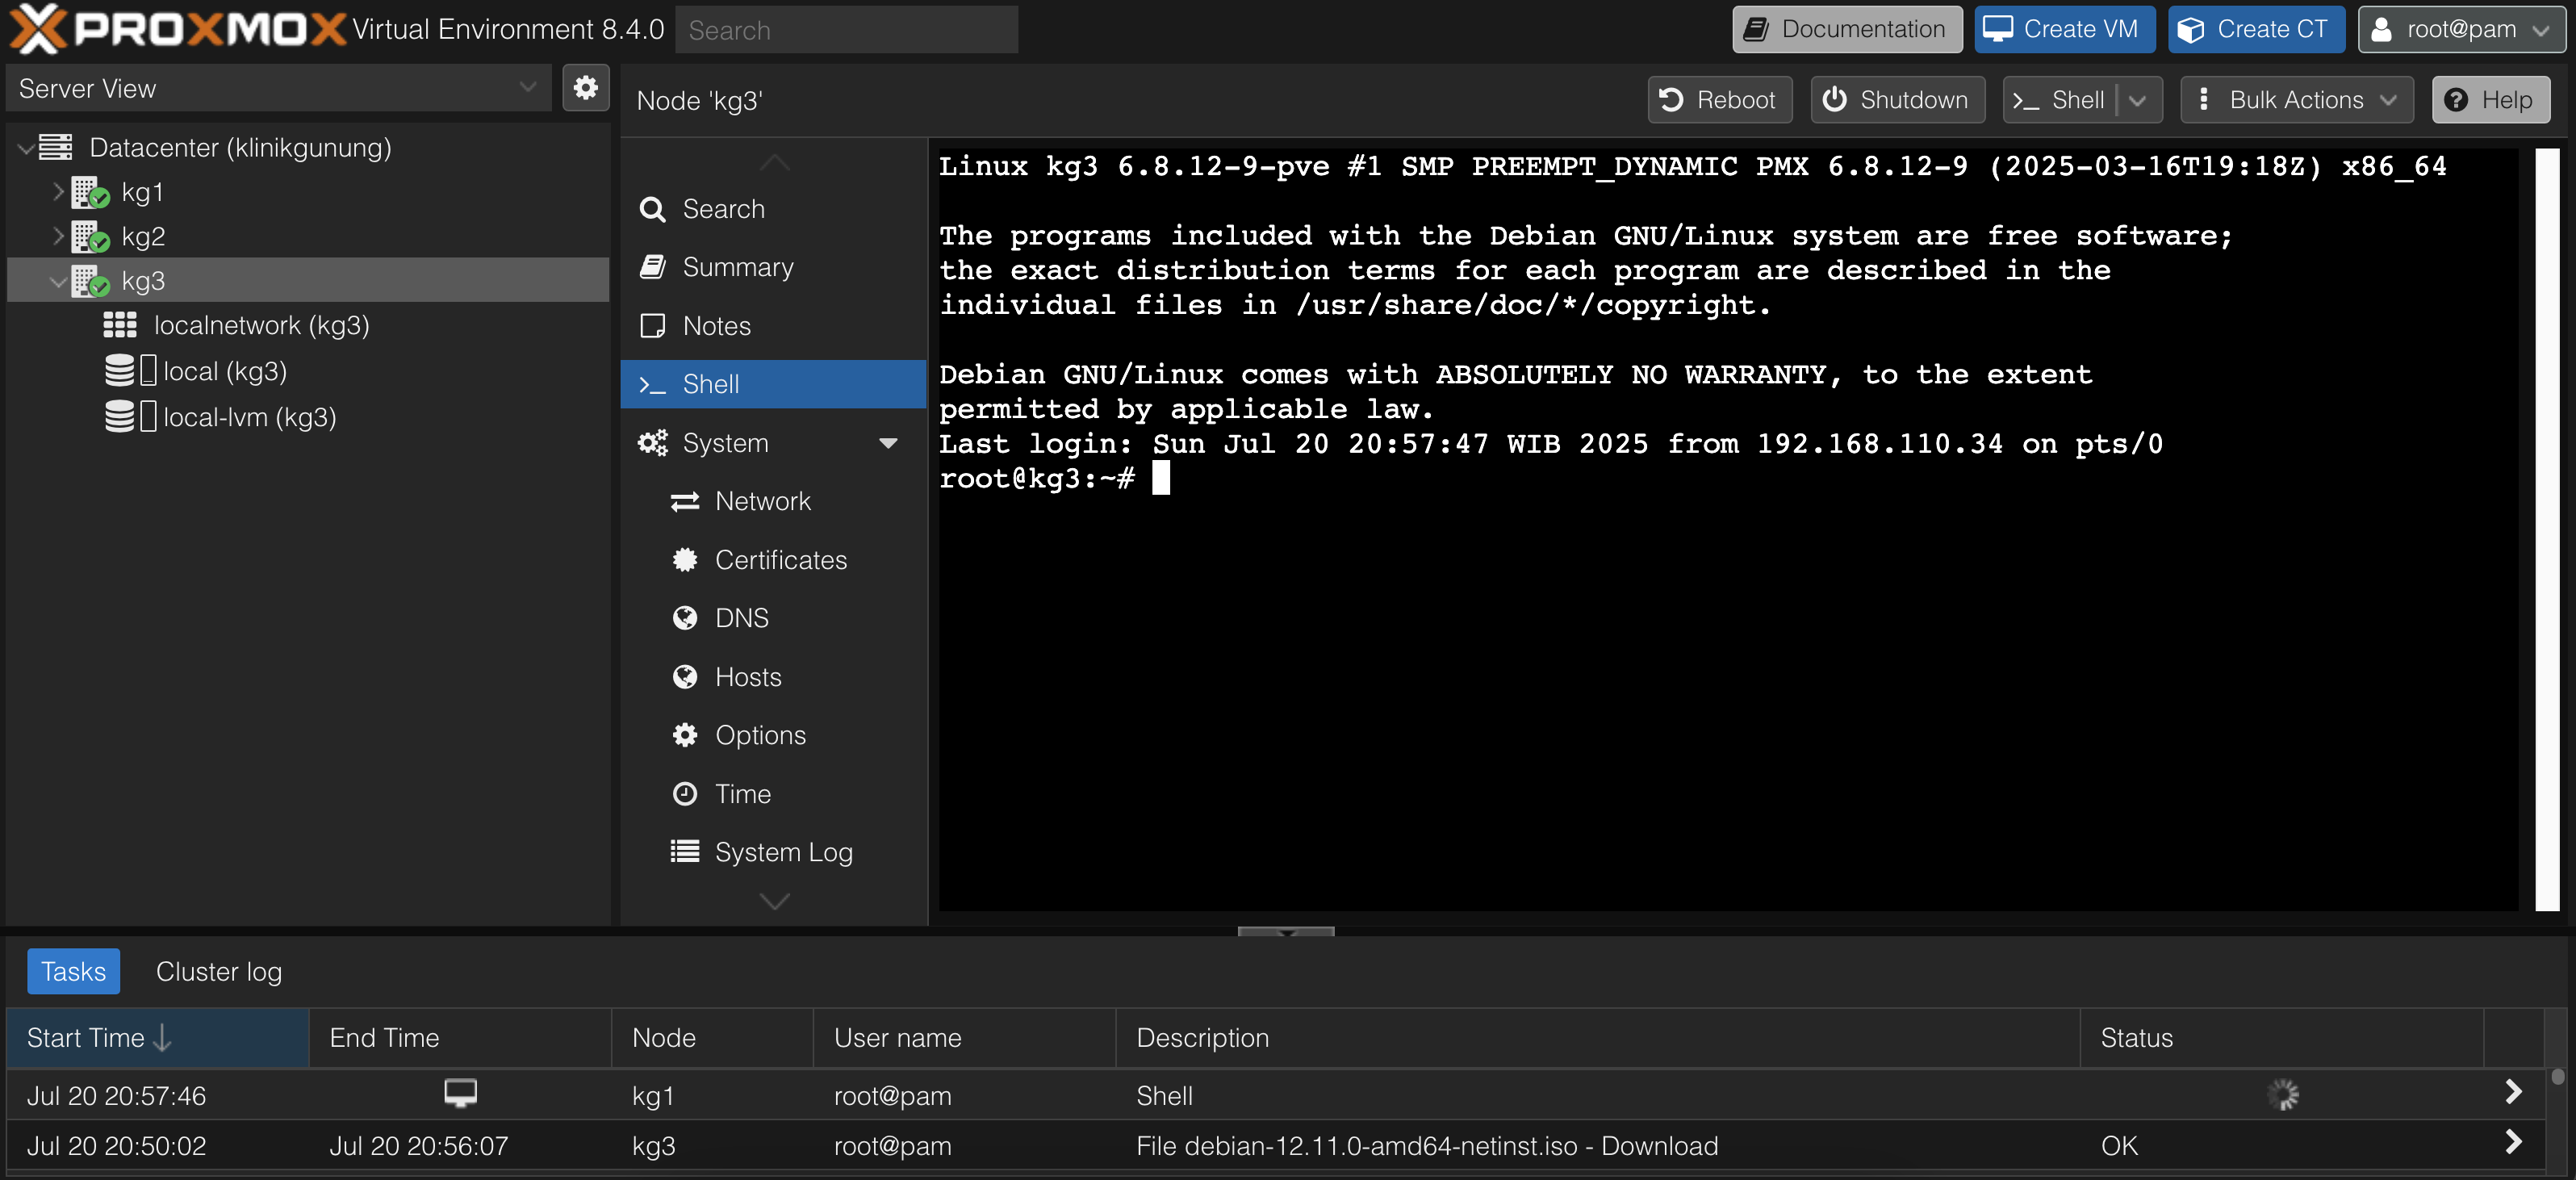 PROXMOX Virtual Environment 8.4.0 Search Documentation Create VM Create CT root@pam
Server View
Datacenter (klinikgunung)
kg1
kg2
kg3
localnetwork (kg3)
local (kg3)
local-lvm (kg3)
Node 'kg3' Reboot Shutdown Shell Bulk Actions Help
Search
Summary
Notes
Shell
System
Network
Certificates
DNS
Hosts
Options
Time
System Log
Linux kg3 6.8.12-9-pve #1 SMP PREEMPT_DYNAMIC PMX 6.8.12-9 (2025-03-16T19:18Z) x86_64
The programs included with the Debian GNU/Linux system are free software;
the exact distribution terms for each program are described in the
individual files in /usr/share/doc/*/copyright.
Debian GNU/Linux comes with ABSOLUTELY NO WARRANTY, to the extent
permitted by applicable law.
Last login: Sun Jul 20 20:57:47 WIB 2025 from 192.168.110.34 on pts/0
root@kg3:~#
Tasks Cluster log
Start Time End Time Node User name Description Status
Jul 20 20:57:46 kg1 root@pam Shell
Jul 20 20:50:02 Jul 20 20:56:07 kg3 root@pam File debian-12.11.0-amd64-netinst.iso - Download OK